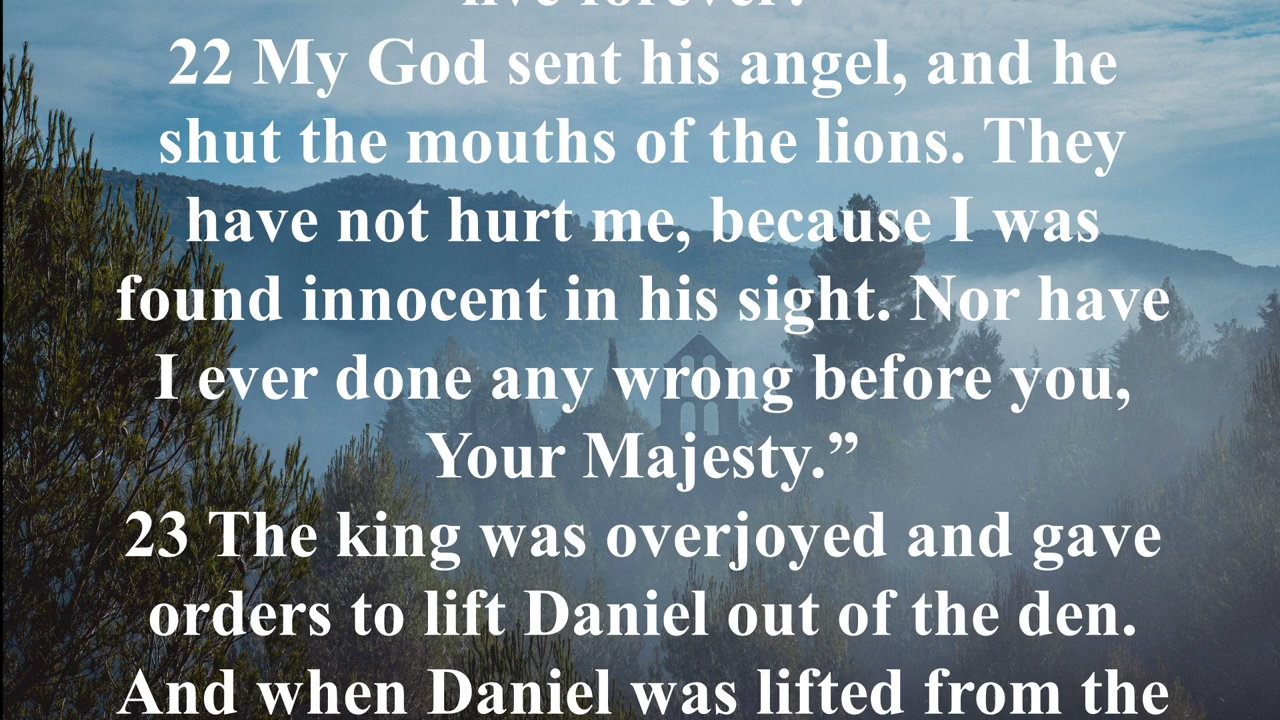 live forever!
22 My God sent his angel, and he
shut the mouths of the lions. They
have not hurt me, because I was
found innocent in his sight. Nor have
I ever done any wrong before you,
Your Majesty.”
23 The king was overjoyed and gave
orders to lift Daniel out of the den.
And when Daniel was lifted from the